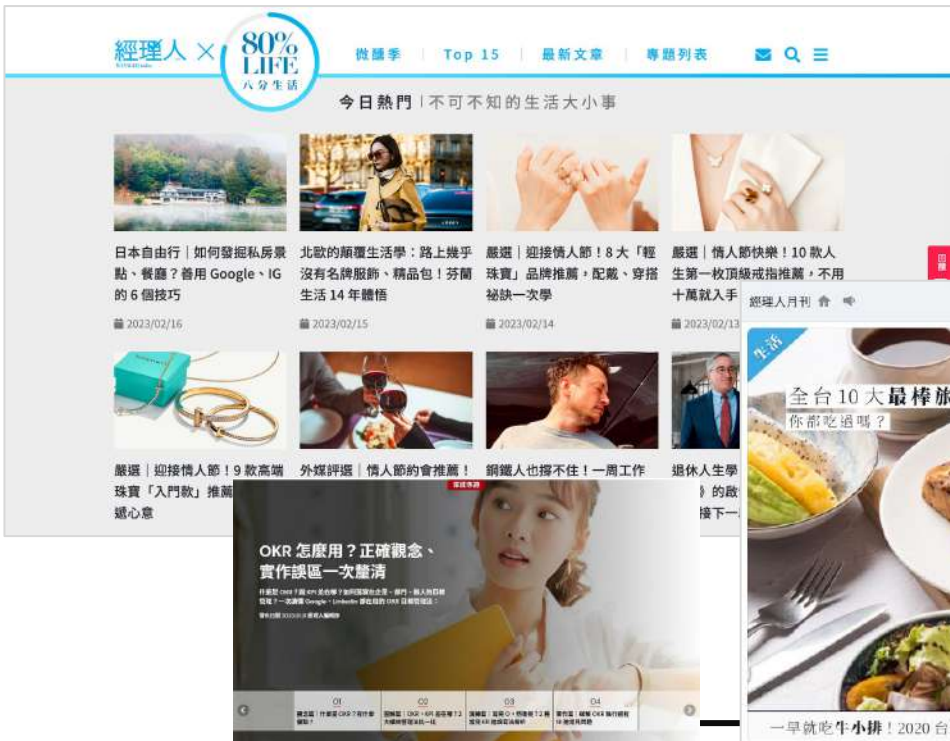 經理人
80%
LIFE
八分生活
微醺季
Top 15
最新文章
專題列表
今日熱門|不可不知的生活大小事
日本自由行|如何發掘私房景
點、餐廳?善用 Google、IG
的 6 個技巧
2023/02/16
北歐的顛覆生活學:路上幾乎
沒有名牌服飾、精品包!芬蘭
生活 14 年體悟
2023/02/15
嚴選|迎接情人節!8 大「輕
珠寶」品牌推薦,配戴、穿搭
祕訣一次學
2023/02/14
嚴選|情人節快樂!10 款人
生第一枚頂級戒指推薦,不用
十萬就入手
2023/02/13
嚴選|迎接情人節!9 款高端
珠寶「入門款」推薦
遞心意
外媒評選|情人節約會推薦!
鋼鐵人也撐不住!一周工作
退休人生學
》的啟
接下一
經理人月刊
生活
全台 10 大最棒旅
你都吃過嗎?
一早就吃牛小排!2020 台
OKR 怎麼用?正確觀念、
實作誤區一次釐清
01
02
03
04